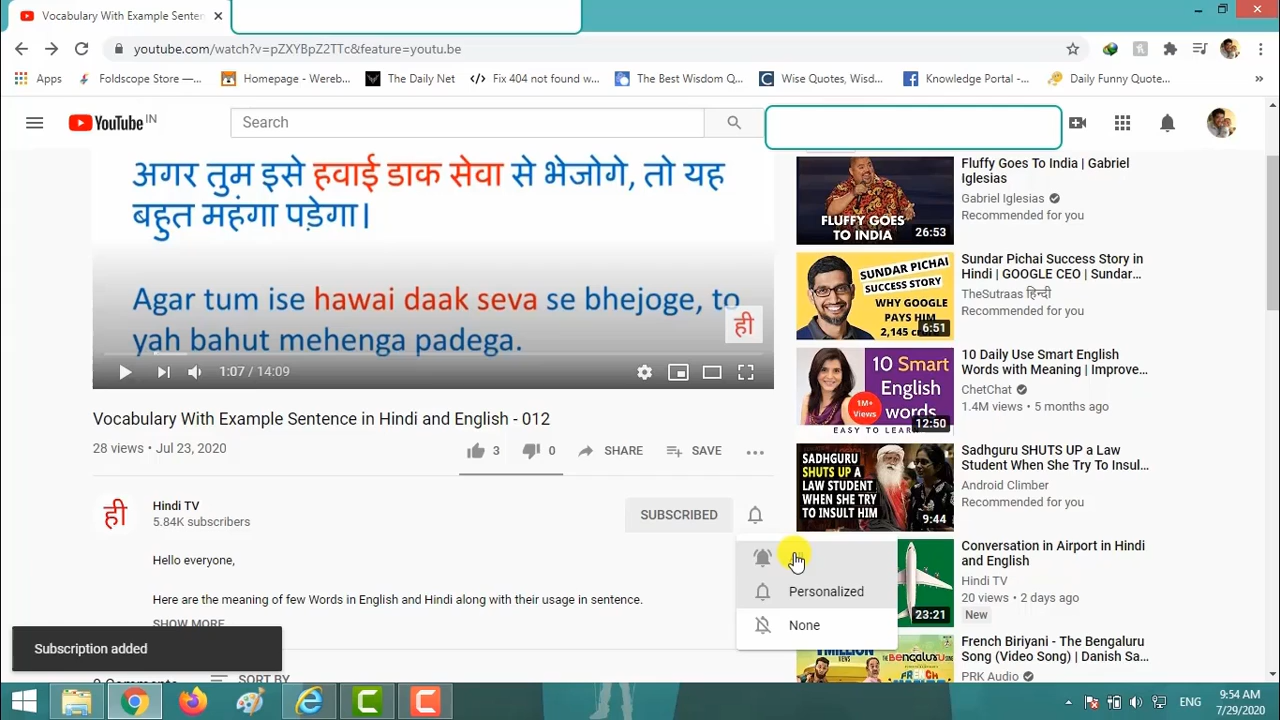 Vocabulary With Example Senten
youtube.com/watch?v=pZXYBpZ2TTc&feature=youtu.be
Apps Foldscope Store —... Homepage - Wereb... The Daily Net Fix 404 not found w... The Best Wisdom Q... Wise Quotes, Wisd... Knowledge Portal -... Daily Funny Quote... »
YouTube IN
Search
अगर तुम इसे हवाई डाक सेवा से भेजोगे, तो यह
बहुत महंगा पड़ेगा।
Agar tum ise hawai daak seva se bhejoge, to
yah bahut mehenga padega.
ही
1:07 / 14:09
Vocabulary With Example Sentence in Hindi and English - 012
28 views • Jul 23, 2020
3 0 SHARE SAVE
ही
Hindi TV
5.84K subscribers
SUBSCRIBED
Hello everyone,
Here are the meaning of few Words in English and Hindi along with their usage in sentence.
SHOW MORE
SORT BY
Personalized
None
Subscription added
FLUFFY GOES
TO INDIA
26:53
Fluffy Goes To India | Gabriel
Iglesias
Gabriel Iglesias
Recommended for you
SUNDAR PICHAI
SUCCESS STORY
WHY GOOGLE
PAYS HIM
2,145
6:51
Sundar Pichai Success Story in
Hindi | GOOGLE CEO | Sundar...
TheSutraas हिन्दी
Recommended for you
10 Smart
English
words
1M+
Views
EASY TO LEARN
12:50
10 Daily Use Smart English
Words with Meaning | Improve...
ChetChat
1.4M views • 5 months ago
SADHGURU
SHUTS UP A
LAW STUDENT
WHEN SHE TRY
TO INSULT HIM
9:44
Sadhguru SHUTS UP a Law
Student When She Try To Insul...
Android Climber
Recommended for you
23:21
Conversation in Airport in Hindi
and English
Hindi TV
20 views • 2 days ago
New
1 MILLION
VIEWS
French Biriyani - The Bengaluru
Song (Video Song) | Danish Sa...
PRK Audio
ENG
9:54 AM
7/29/2020